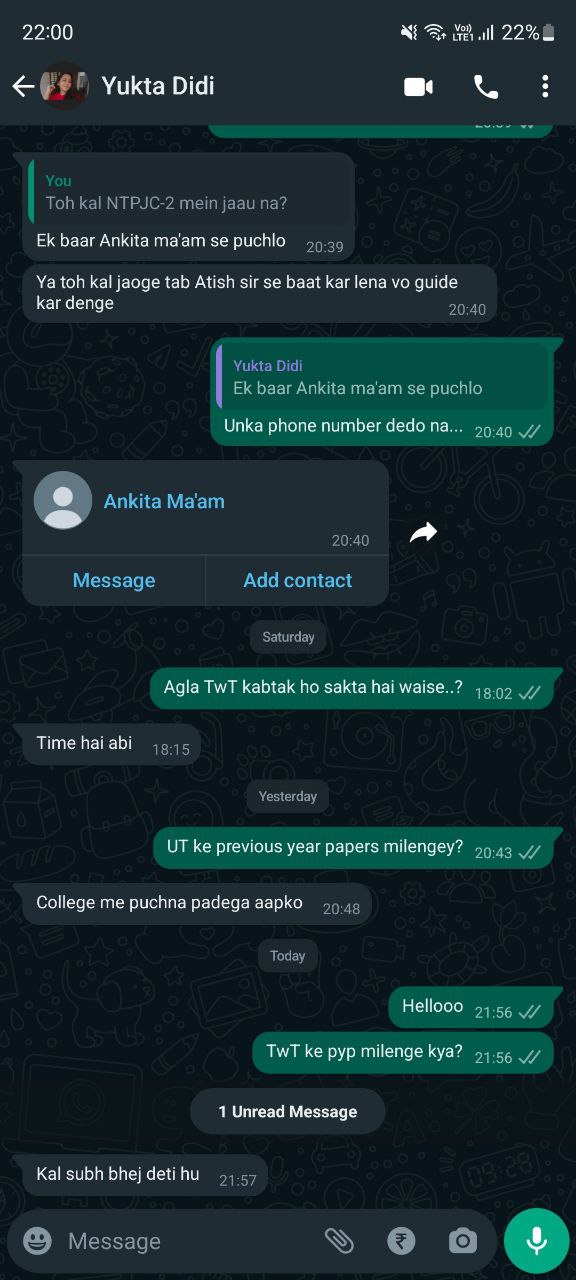 22:00
Vo))
LTE1
22%
Yukta Didi
You
Toh kal NTPJC-2 mein jaau na?
Ek baar Ankita ma'am se puchlo 20:39
Ya toh kal jaoge tab Atish sir se baat kar lena vo guide
kar denge
20:40
Yukta Didi
Ek baar Ankita ma'am se puchlo
Unka phone number dedo na... 20:40
Ankita Ma'am
20:40
Message Add contact
Saturday
Agla TwT kabtak ho sakta hai waise..? 18:02
Time hai abi 18:15
Yesterday
UT ke previous year papers milengey? 20:43
College me puchna padega aapko 20:48
Today
Hellooo 21:56
TwT ke pyp milenge kya? 21:56
1 Unread Message
Kal subh bhej deti hu 21:57
Message
₹